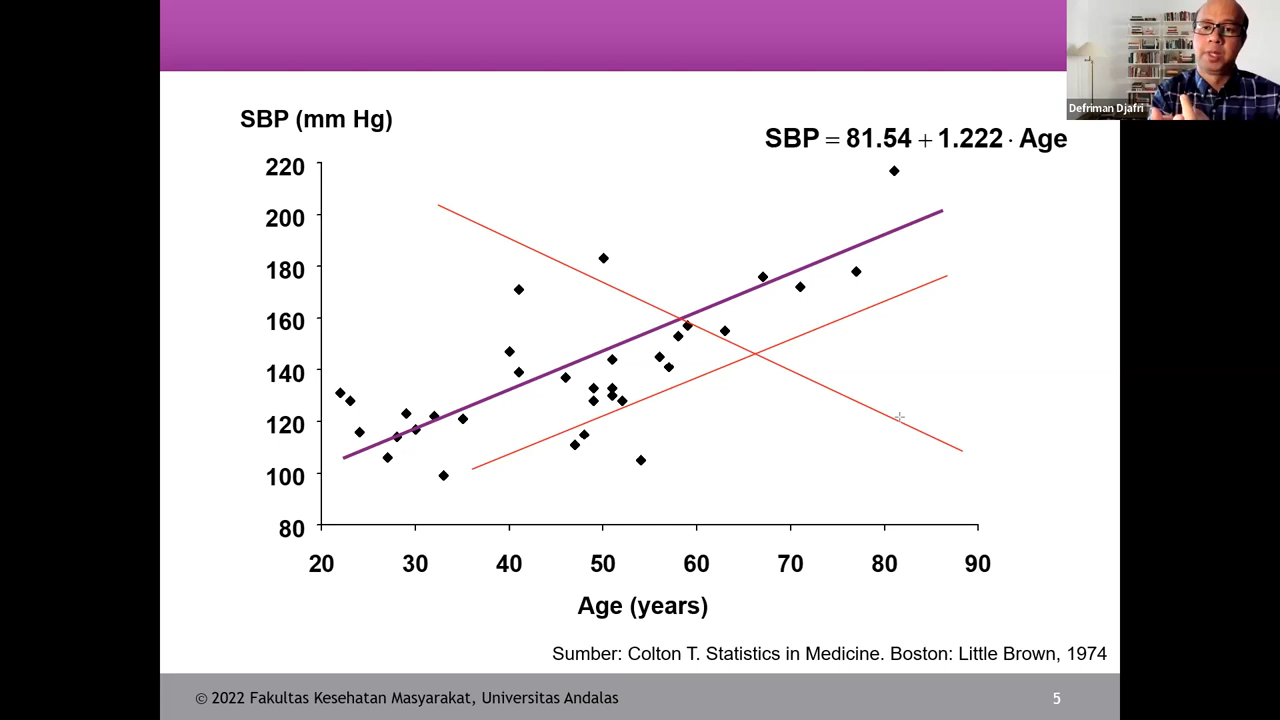 Defriman Djafri
SBP (mm Hg)
SBP = 81.54 + 1.222 · Age
220
200
180
160
140
120
100
80
20 30 40 50 60 70 80 90
Age (years)
Sumber: Colton T. Statistics in Medicine. Boston: Little Brown, 1974
© 2022 Fakultas Kesehatan Masyarakat, Universitas Andalas 5